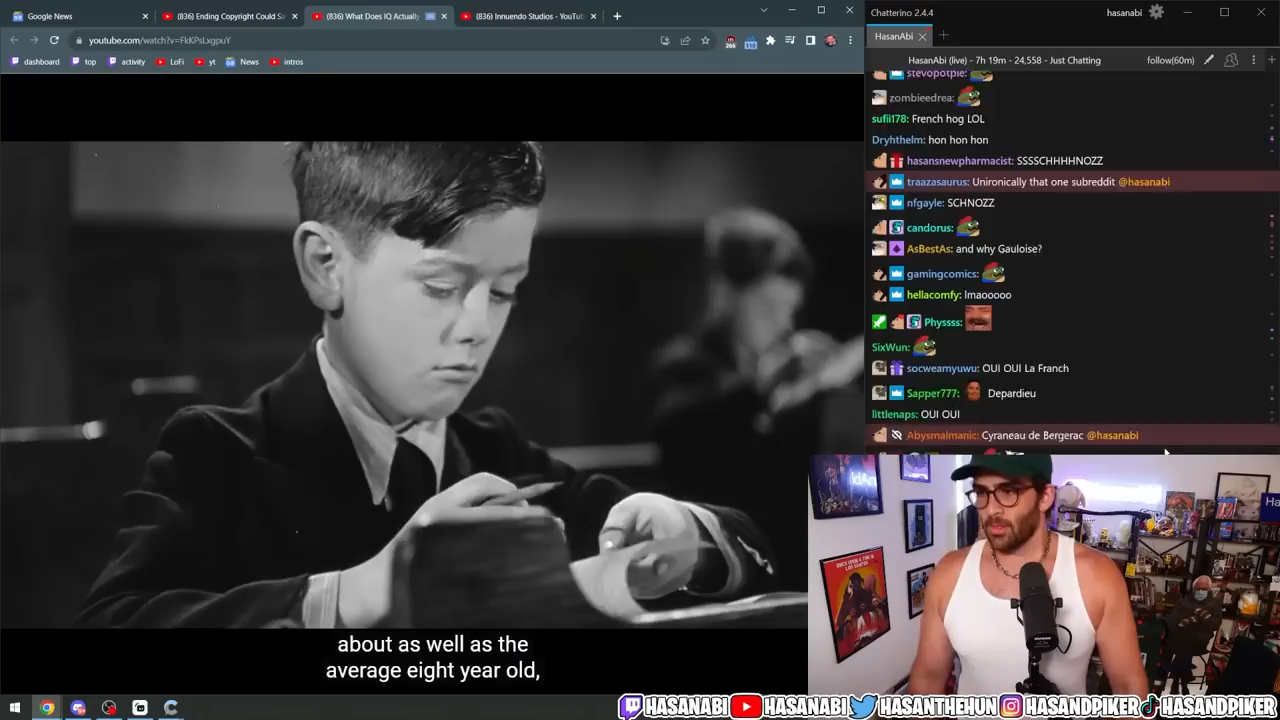 Google News
(836) Ending Copyright Could Sa
(836) What Does IQ Actually
(836) Innuendo Studios - YouTub
youtube.com/watch?v=FkKPsLxgpuY
dashboard
top
activity
LoFi
yt
News
intros
Chatterino 2.4.4
hasanabi
HasanAbi
HasanAbi (live) - 7h 19m - 24,558 - Just Chatting
follow(60m)
stevopotpie:
zombieedrea:
sufii178: French hog LOL
Dryhthelm: hon hon hon
hasansnewpharmacist: SSSSCHHHHNOZZ
traazasaurus: Unironically that one subreddit @hasanabi
nfgayle: SCHNOZZ
candorus:
AsBestAs: and why Gauloise?
gamingcomics:
hellacomfy: lmaooooo
Physsss:
SixWun:
socweamyuwu: OUI OUI La Franch
Sapper777: Depardieu
littlenaps: OUI OUI
Abysmalmanic: Cyraneau de Bergerac @hasanabi
about as well as the
average eight year old,
HASANABI
HASANABI
HASANTHEHUN
HASANDPIKER
HASANDPIKER